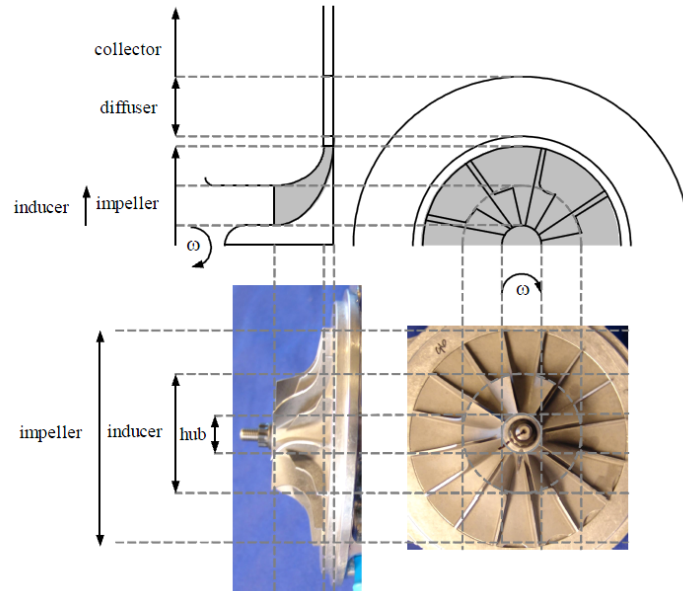 collector
diffuser
inducer
impeller
ω
ω
impeller
inducer
hub